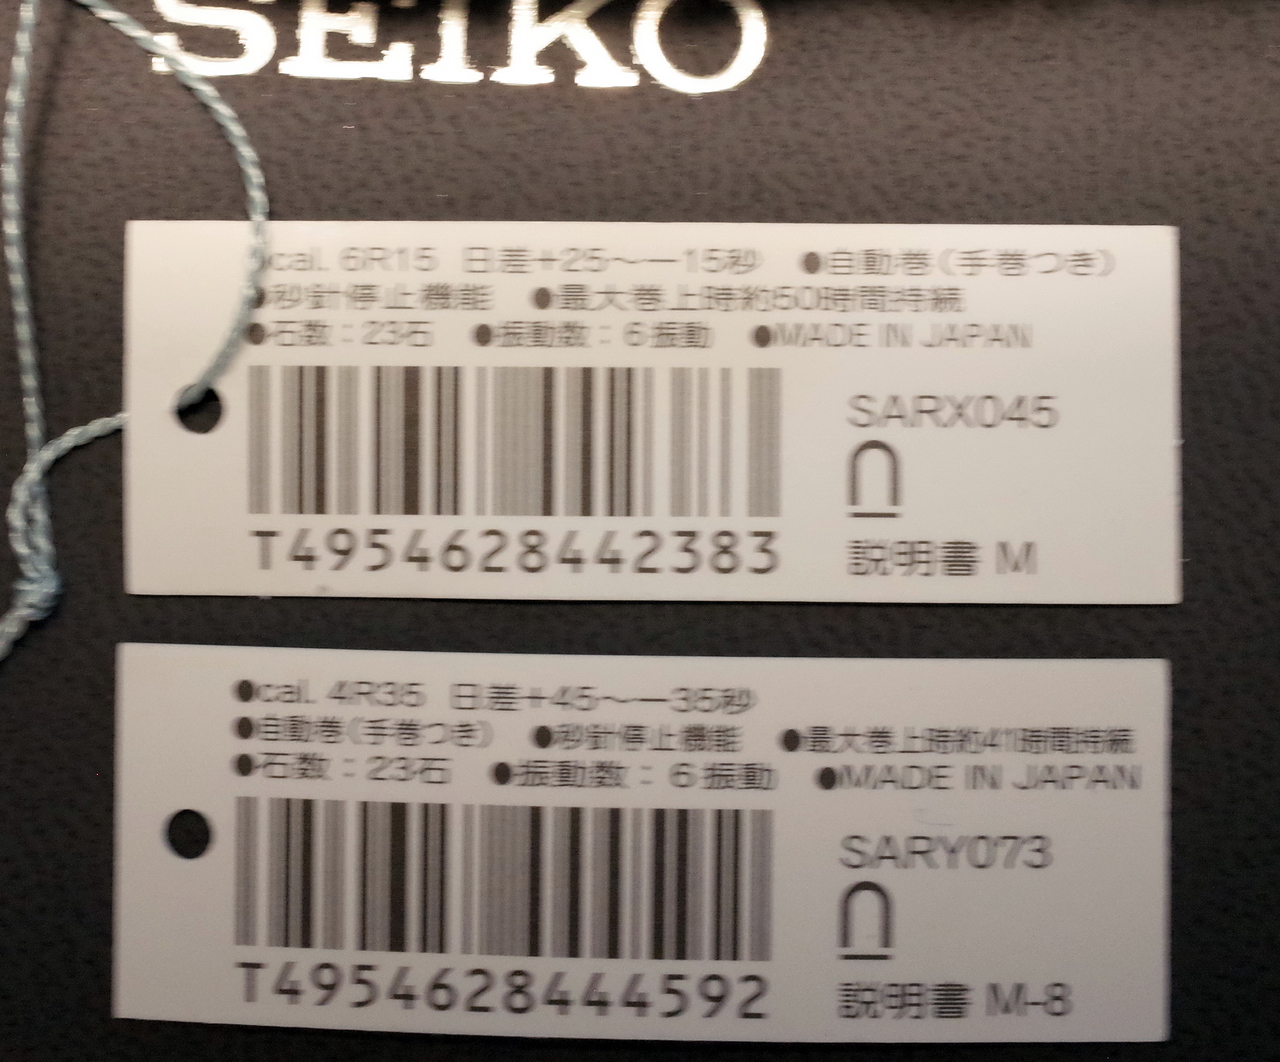 SEIKO
●cal. 6R15 日差+25〜ー15秒 ●自動巻(手巻つき)
●秒針停止機能 ●最大巻上時約50時間持続
●石数：23石 ●振動数：6振動 ●MADE IN JAPAN
SARX045
T4954628442383
説明書 M
●cal. 4R35 日差+45〜ー35秒
●自動巻(手巻つき) ●秒針停止機能 ●最大巻上時約41時間持続
●石数：23石 ●振動数：6振動 ●MADE IN JAPAN
SARY073
T4954628444592
説明書 M-8